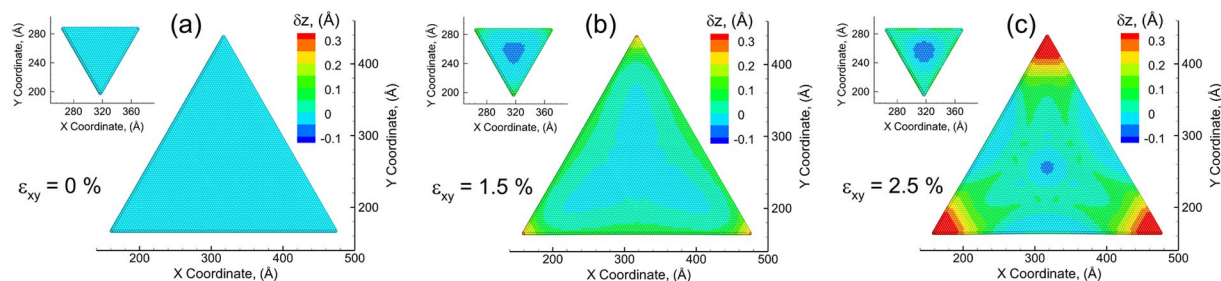 (a)
δz, (Å)
0.3
0.2
0.1
0
-0.1
Y Coordinate, (Å)
280
240
200
280 320 360
X Coordinate, (Å)
εxy = 0 %
400
300
200
Y Coordinate, (Å)
200 300 400 500
X Coordinate, (Å)
(b)
δz, (Å)
0.3
0.2
0.1
0
-0.1
Y Coordinate, (Å)
280
240
200
280 320 360
X Coordinate, (Å)
εxy = 1.5 %
400
300
200
Y Coordinate, (Å)
200 300 400 500
X Coordinate, (Å)
(c)
δz, (Å)
0.3
0.2
0.1
0
-0.1
Y Coordinate, (Å)
280
240
200
280 320 360
X Coordinate, (Å)
εxy = 2.5 %
400
300
200
Y Coordinate, (Å)
200 300 400 500
X Coordinate, (Å)